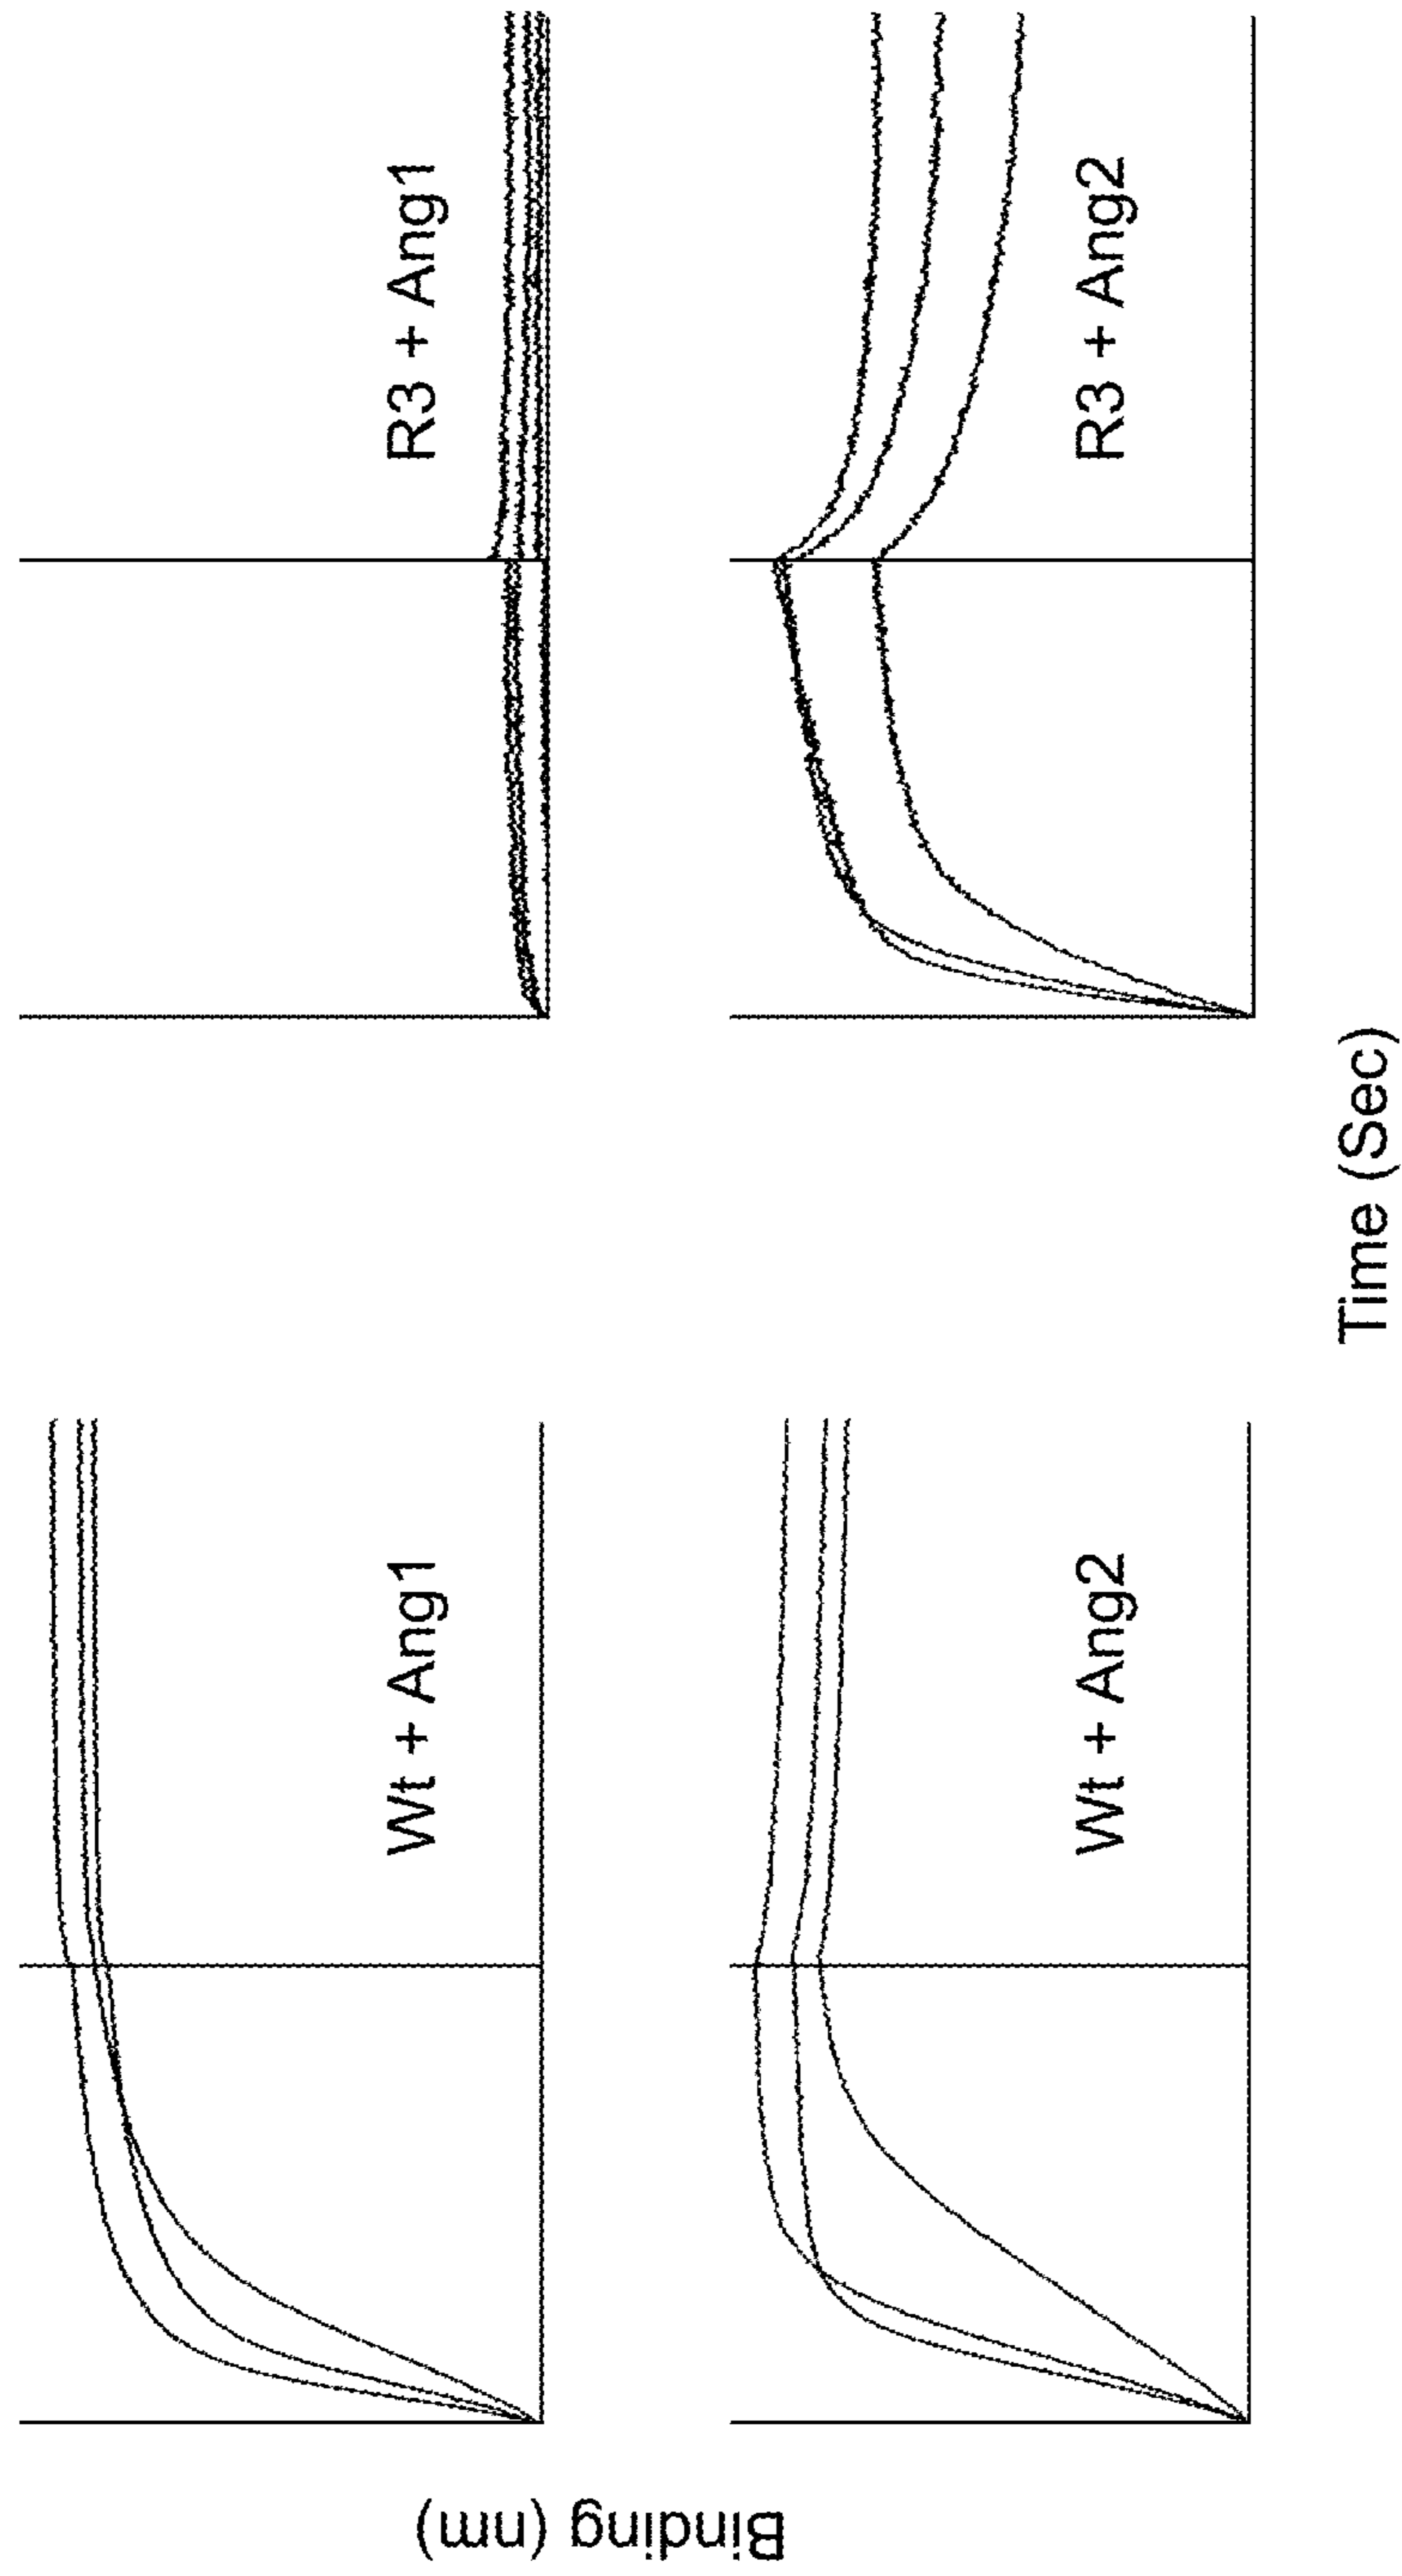 Binding (nm)
Wt + Ang1
R3 + Ang1
Wt + Ang2
R3 + Ang2
Time (Sec)